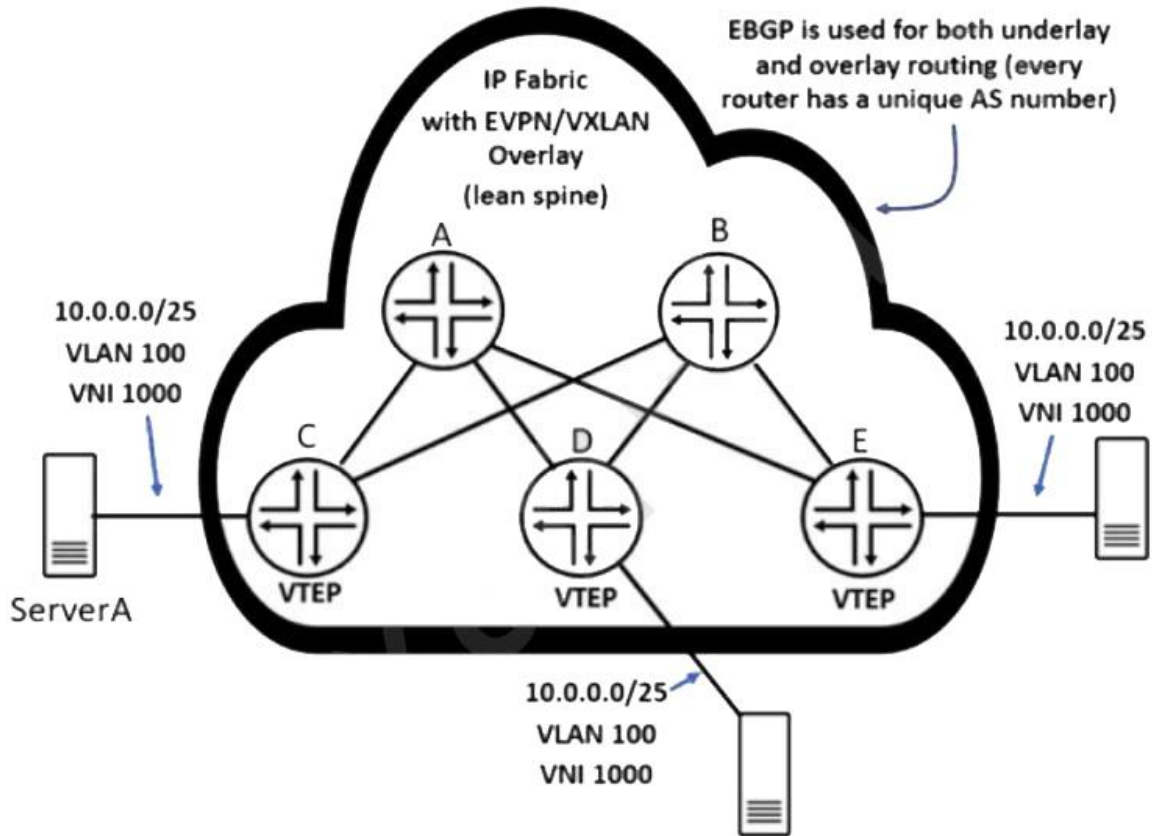 EBGP is used for both underlay
and overlay routing (every
router has a unique AS number)
IP Fabric
with EVPN/VXLAN
Overlay
(lean spine)
A
B
10.0.0.0/25
VLAN 100
VNI 1000
10.0.0.0/25
VLAN 100
VNI 1000
C
D
E
VTEP
VTEP
VTEP
ServerA
10.0.0.0/25
VLAN 100
VNI 1000